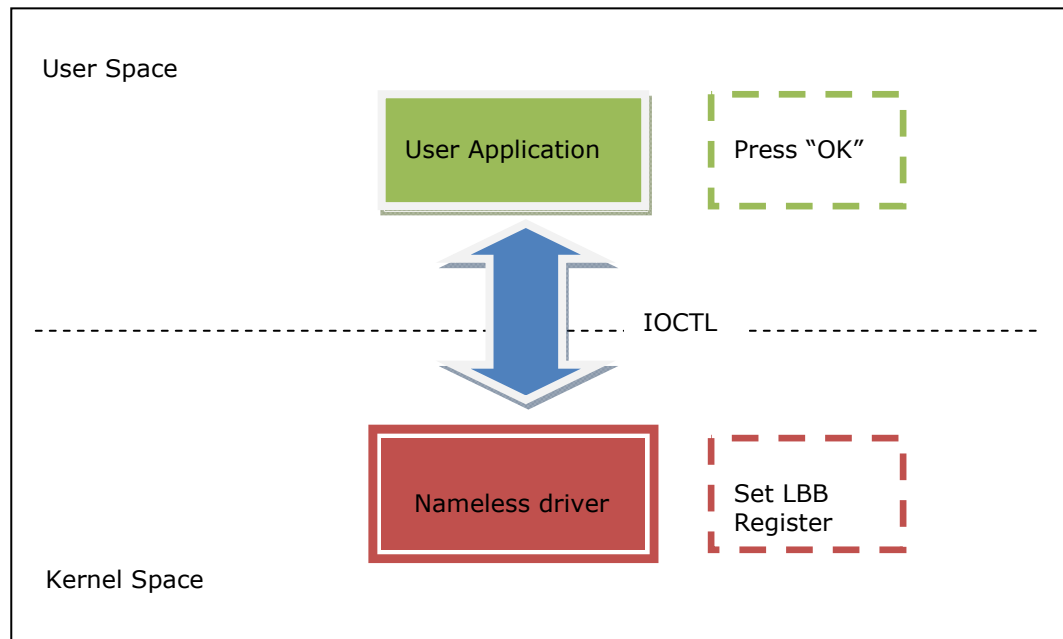 User Space
User Application
Press “OK”
IOCTL
Nameless driver
Set LBB
Register
Kernel Space